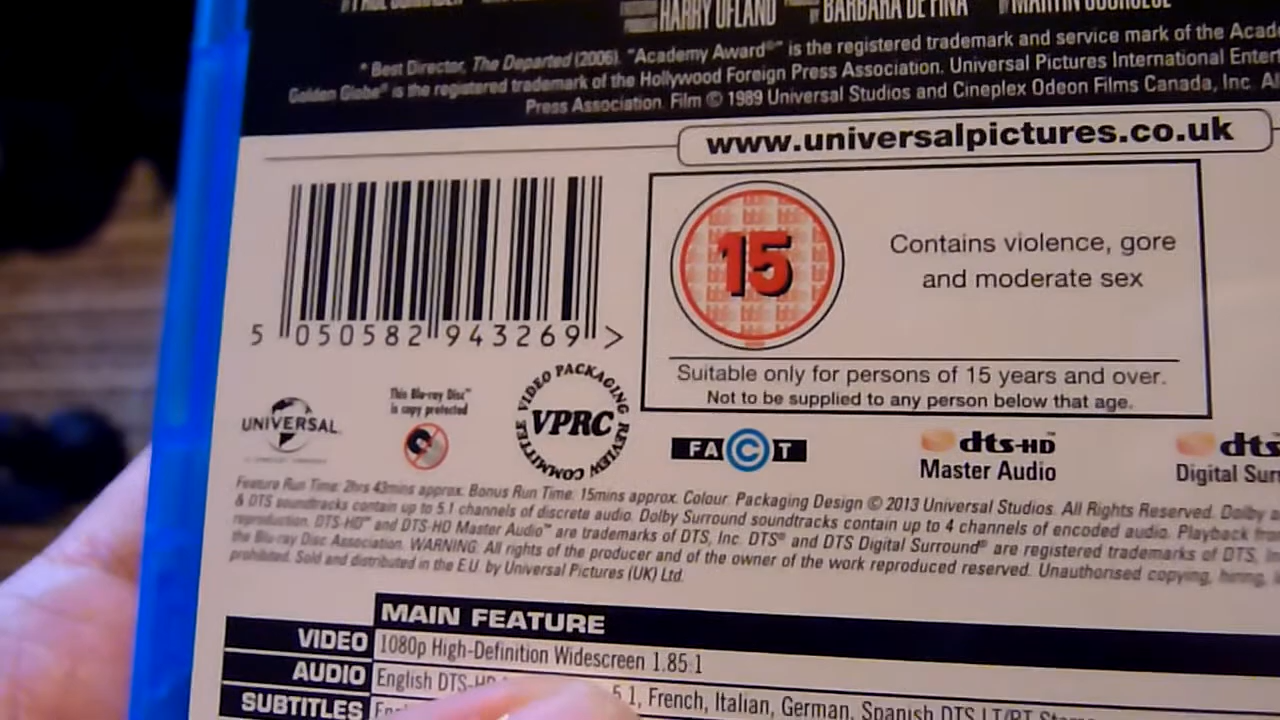 HARRY UFLAND BARBARA DE FINA MARTIN SCORSESE
* Best Director, The Departed (2006). "Academy Award®" is the registered trademark and service mark of the Acad
Golden Globe® is the registered trademark of the Hollywood Foreign Press Association. Universal Pictures International Enter
Press Association. Film © 1989 Universal Studios and Cineplex Odeon Films Canada, Inc. Al
www.universalpictures.co.uk
15
Contains violence, gore
and moderate sex
5 050582 943269 >
Suitable only for persons of 15 years and over.
Not to be supplied to any person below that age.
UNIVERSAL
This Blu-ray Disc™
is copy protected
VIDEO PACKAGING REVIEW COMMITTEE
VPRC
FACT
dts-HD
Master Audio
dts
Digital Sur
Feature Run Time: 2hrs 43mins approx. Bonus Run Time: 15mins approx. Colour. Packaging Design © 2013 Universal Studios. All Rights Reserved. Dolby a
& DTS soundtracks contain up to 5.1 channels of discrete audio. Dolby Surround soundtracks contain up to 4 channels of encoded audio. Playback from
reproduction. DTS-HD™ and DTS-HD Master Audio™ are trademarks of DTS, Inc. DTS® and DTS Digital Surround® are registered trademarks of DTS, In
the Blu-ray Disc Association. WARNING: All rights of the producer and of the owner of the work reproduced reserved. Unauthorised copying, hiring,
prohibited. Sold and distributed in the E.U. by Universal Pictures (UK) Ltd.
MAIN FEATURE
VIDEO 1080p High-Definition Widescreen 1.85:1
AUDIO English DTS-HD 5.1, French, Italian, German, Spanish DTS
SUBTITLES